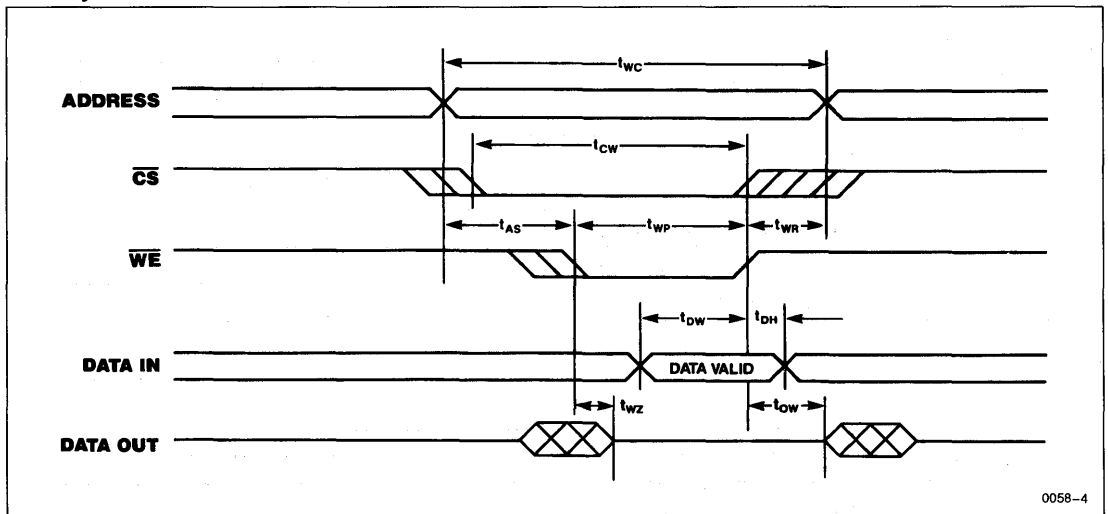 tWC
ADDRESS
tCW
CS
tAS tWP tWR
WE
tDW tDH
DATA IN DATA VALID
tWZ tOW
DATA OUT
0058-4